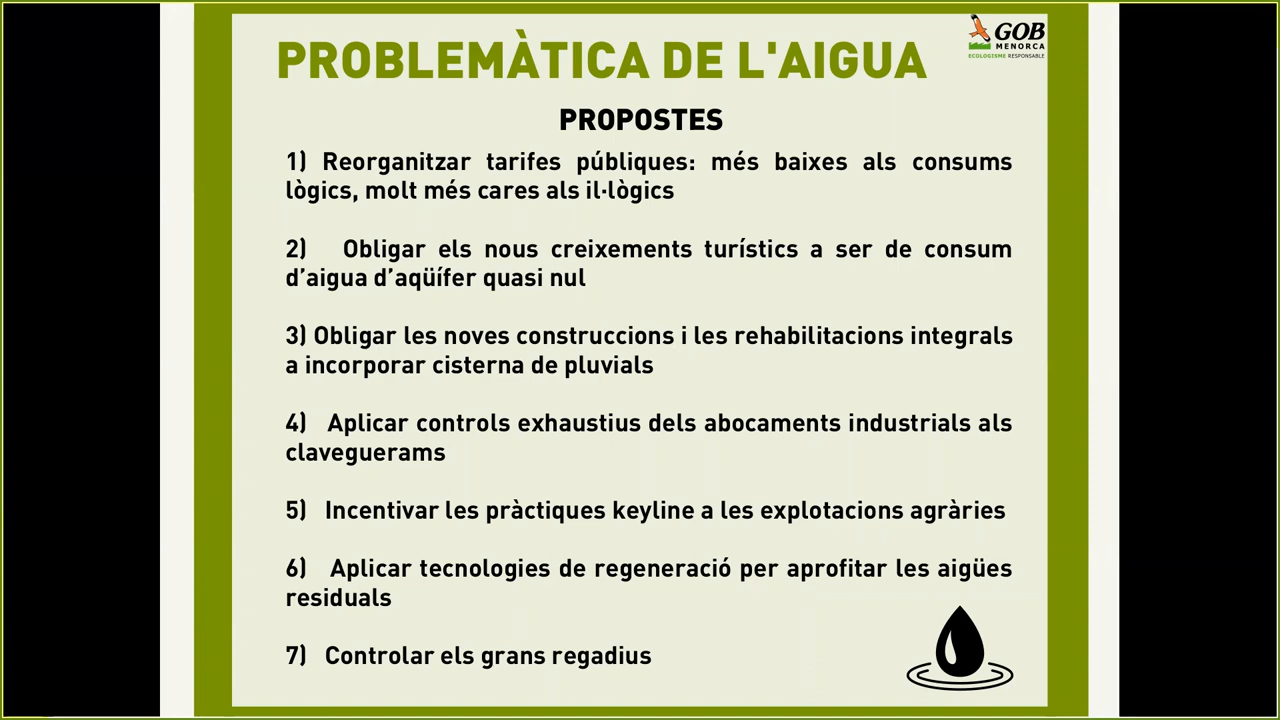 PROBLEMÀTICA DE L'AIGUA
GOB
MENORCA
ECOLOGISME RESPONSABLE
PROPOSTES
1) Reorganitzar tarifes públiques: més baixes als consums
lògics, molt més cares als il·lògics
2) Obligar els nous creixements turístics a ser de consum
d’aigua d’aqüífer quasi nul
3) Obligar les noves construccions i les rehabilitacions integrals
a incorporar cisterna de pluvials
4) Aplicar controls exhaustius dels abocaments industrials als
claveguerams
5) Incentivar les pràctiques keyline a les explotacions agràries
6) Aplicar tecnologies de regeneració per aprofitar les aigües
residuals
7) Controlar els grans regadius